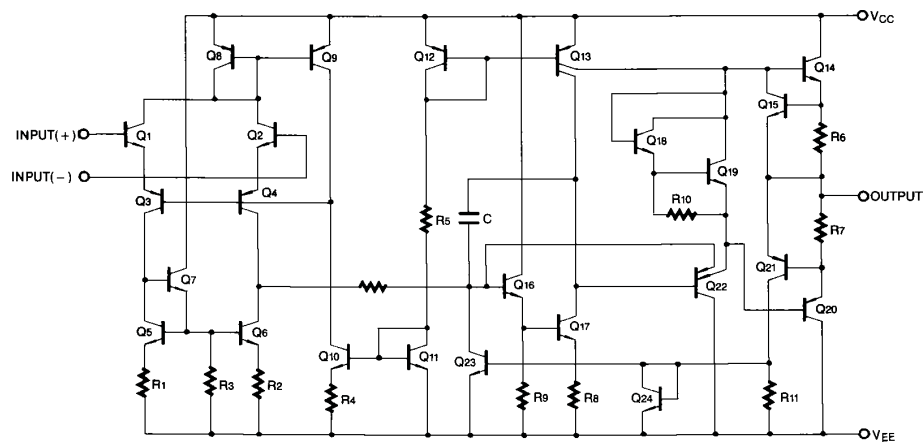 VCC
Q8
Q9
Q12
Q13
Q14
Q15
INPUT(+)
Q1
Q2
Q18
R6
INPUT(-)
Q3
Q4
Q19
OUTPUT
R5
C
R10
R7
Q7
Q16
Q22
Q21
Q20
Q5
Q6
Q10
Q11
Q23
Q17
R1
R3
R2
R4
R9
R8
Q24
R11
VEE